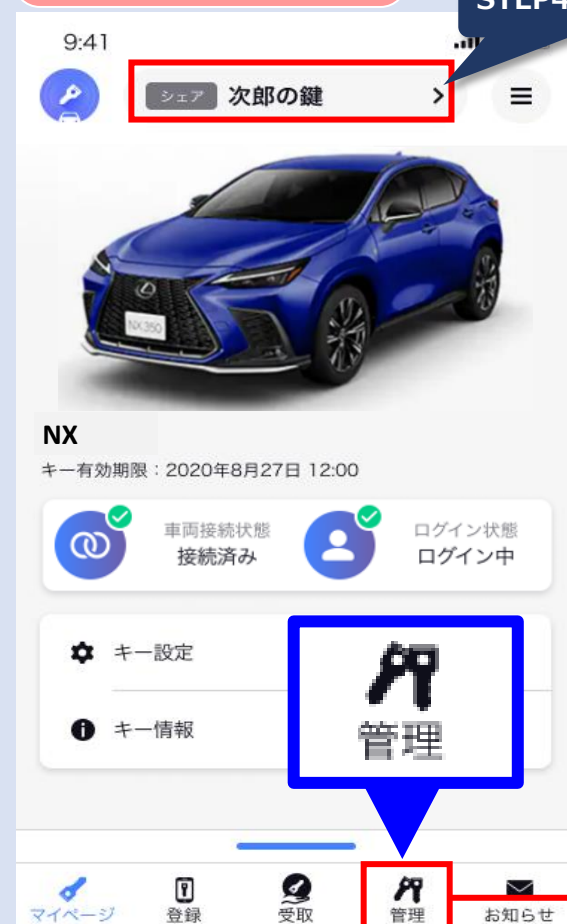 STEP4
9:41
シェア 次郎の鍵
NX350
NX
キー有効期限：2020年8月27日 12:00
車両接続状態
接続済み
ログイン状態
ログイン中
キー設定
キー情報
管理
マイページ
登録
受取
管理
お知らせ